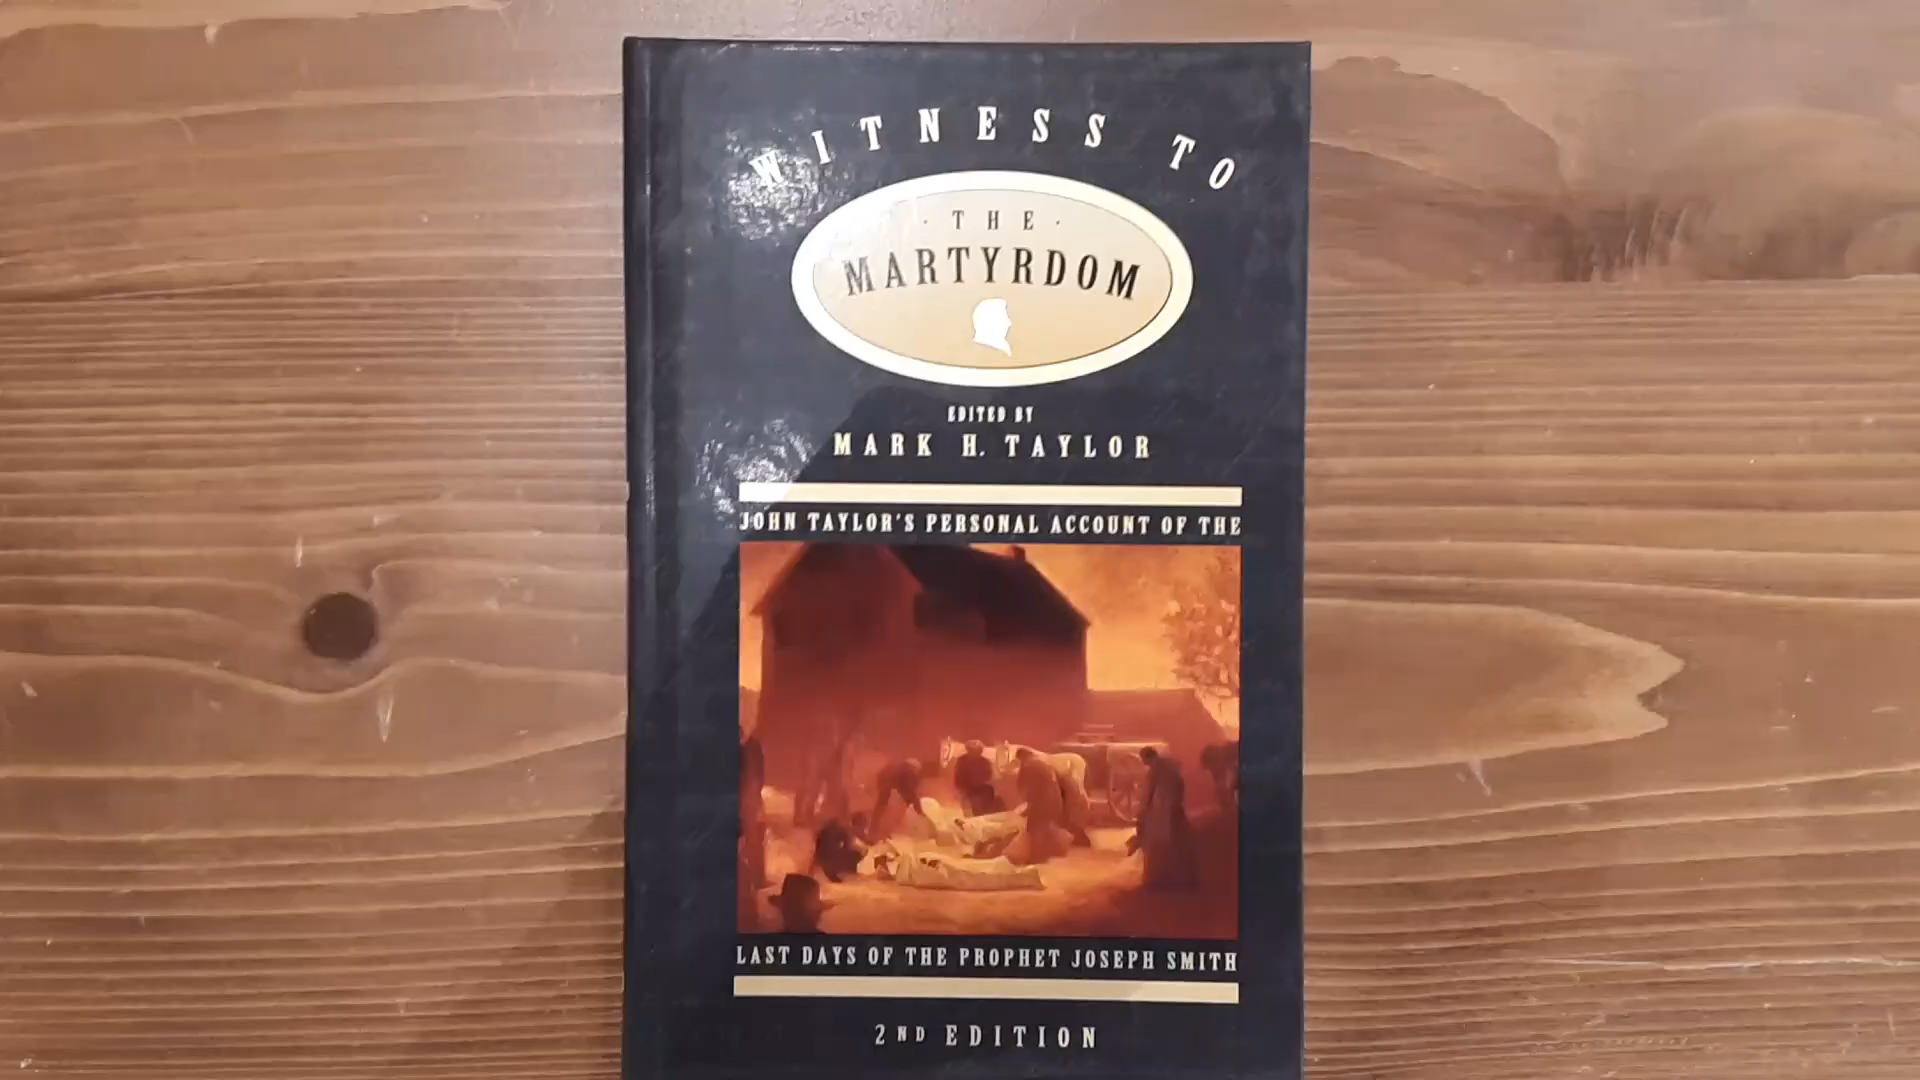 WITNESS TO
· THE ·
MARTYRDOM
EDITED BY
MARK H. TAYLOR
JOHN TAYLOR'S PERSONAL ACCOUNT OF THE
LAST DAYS OF THE PROPHET JOSEPH SMITH
2ND EDITION